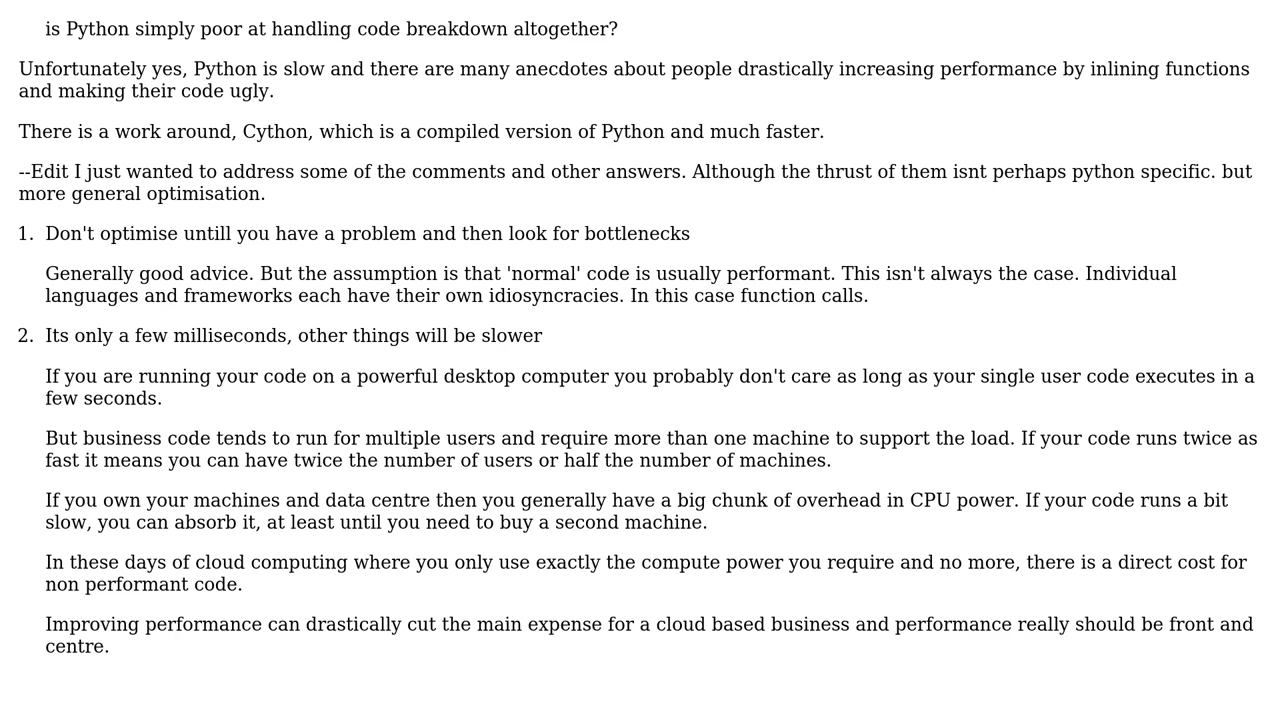 is Python simply poor at handling code breakdown altogether?
Unfortunately yes, Python is slow and there are many anecdotes about people drastically increasing performance by inlining functions
and making their code ugly.
There is a work around, Cython, which is a compiled version of Python and much faster.
--Edit I just wanted to address some of the comments and other answers. Although the thrust of them isnt perhaps python specific. but
more general optimisation.
1. Don't optimise untill you have a problem and then look for bottlenecks
Generally good advice. But the assumption is that 'normal' code is usually performant. This isn't always the case. Individual
languages and frameworks each have their own idiosyncracies. In this case function calls.
2. Its only a few milliseconds, other things will be slower
If you are running your code on a powerful desktop computer you probably don't care as long as your single user code executes in a
few seconds.
But business code tends to run for multiple users and require more than one machine to support the load. If your code runs twice as
fast it means you can have twice the number of users or half the number of machines.
If you own your machines and data centre then you generally have a big chunk of overhead in CPU power. If your code runs a bit
slow, you can absorb it, at least until you need to buy a second machine.
In these days of cloud computing where you only use exactly the compute power you require and no more, there is a direct cost for
non performant code.
Improving performance can drastically cut the main expense for a cloud based business and performance really should be front and
centre.